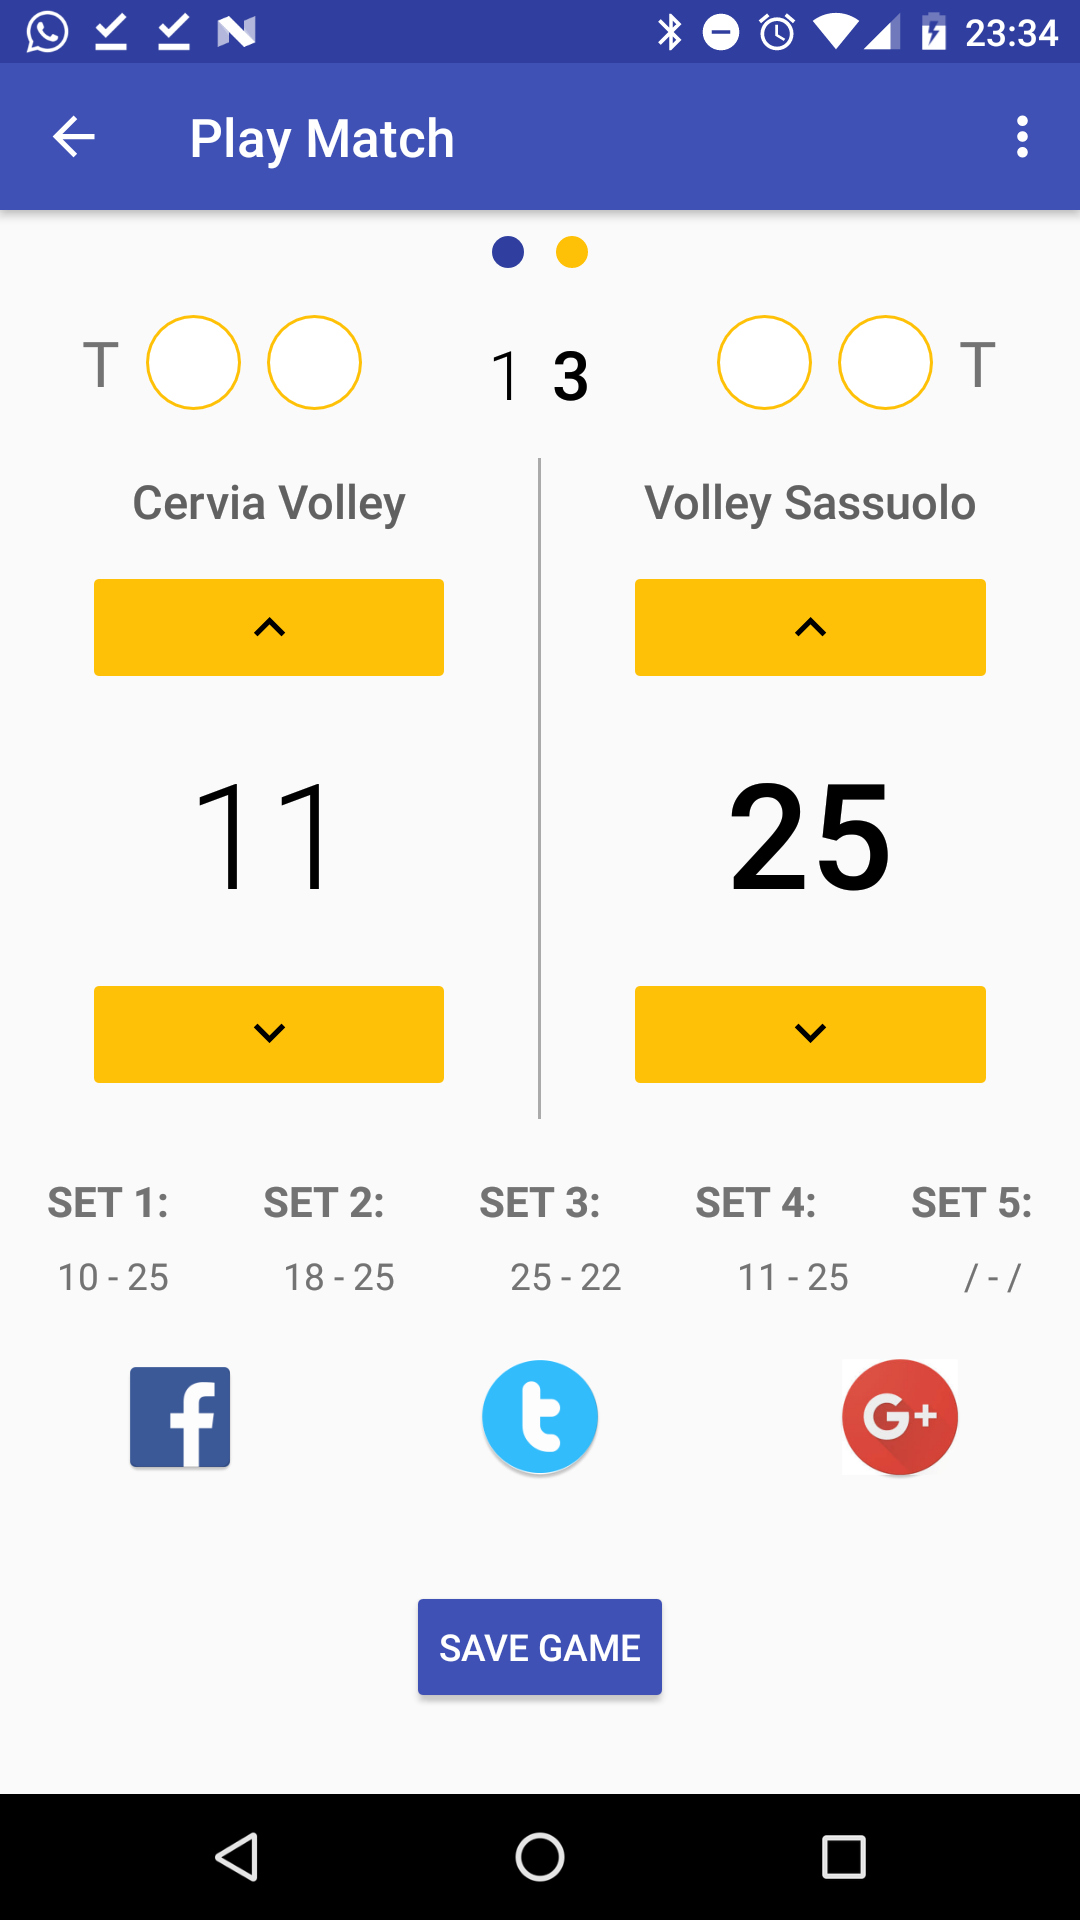 23:34
Play Match
T 1 3 T
Cervia Volley Volley Sassuolo
11 25
SET 1: SET 2: SET 3: SET 4: SET 5:
10 - 25 18 - 25 25 - 22 11 - 25 / - /
f t G+
SAVE GAME